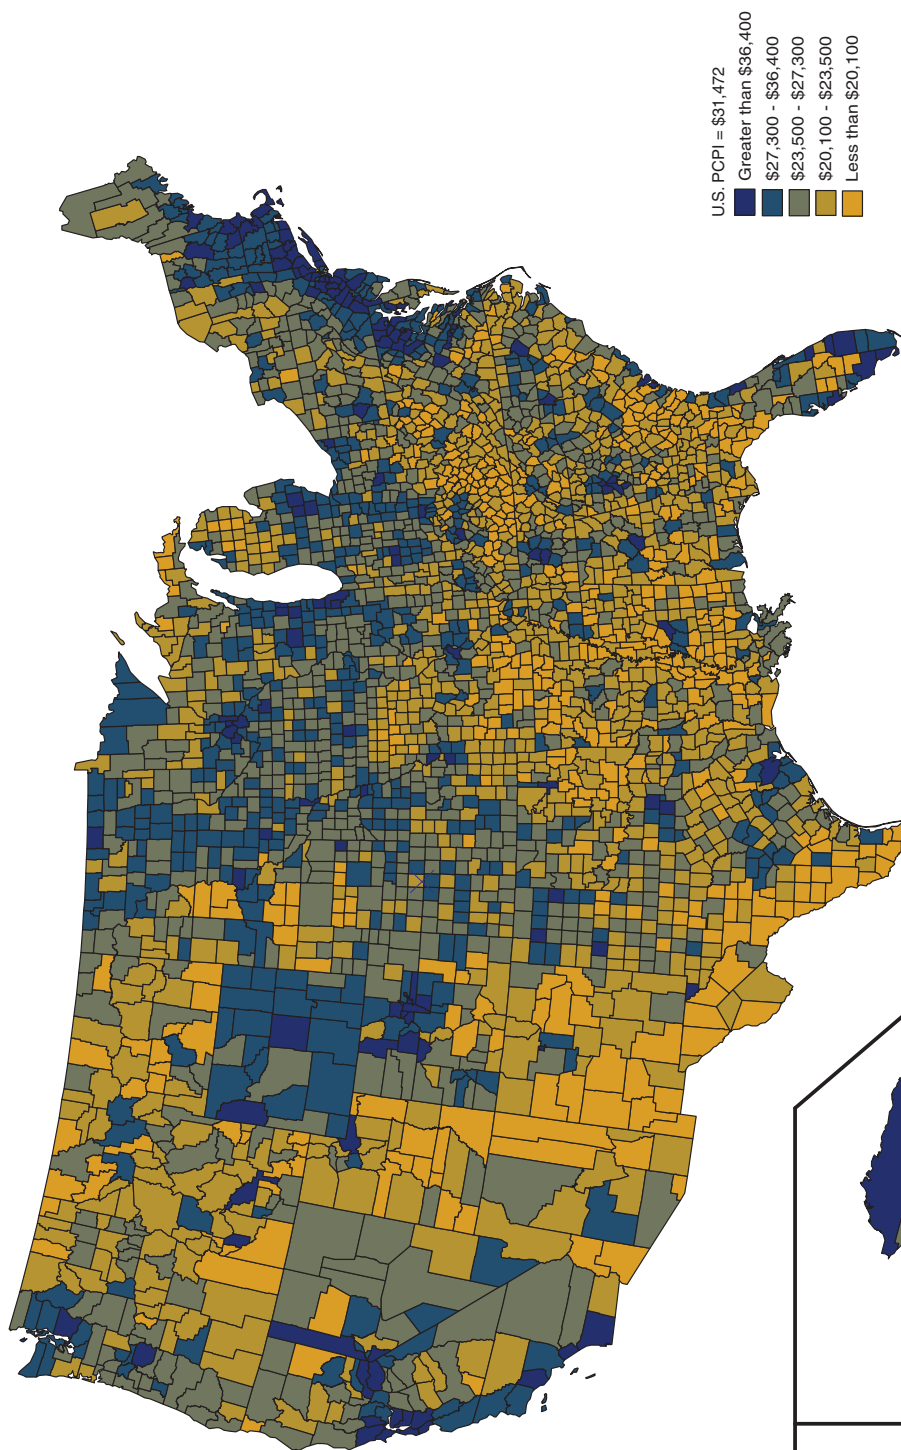 U.S. PCPI = $31,472
Greater than $36,400
$27,300 - $36,400
$23,500 - $27,300
$20,100 - $23,500
Less than $20,100